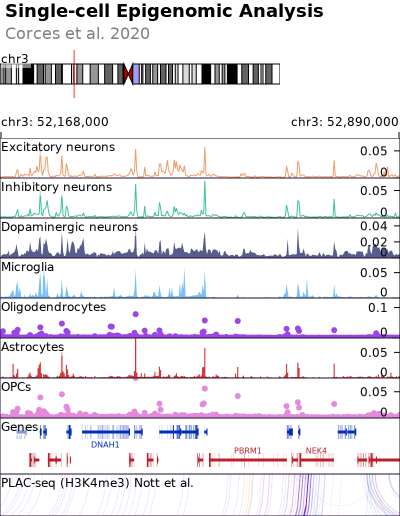 Single-cell Epigenomic Analysis
Corces et al. 2020
chr3
chr3: 52,168,000
chr3: 52,890,000
Excitatory neurons
0.05
0
Inhibitory neurons
0.05
0
Dopaminergic neurons
0.04
0.02
0
Microglia
0.05
0
Oligodendrocytes
0.1
0
Astrocytes
0.05
0
OPCs
0.05
0
Genes
DNAH1
PBRM1
NEK4
PLAC-seq (H3K4me3) Nott et al.